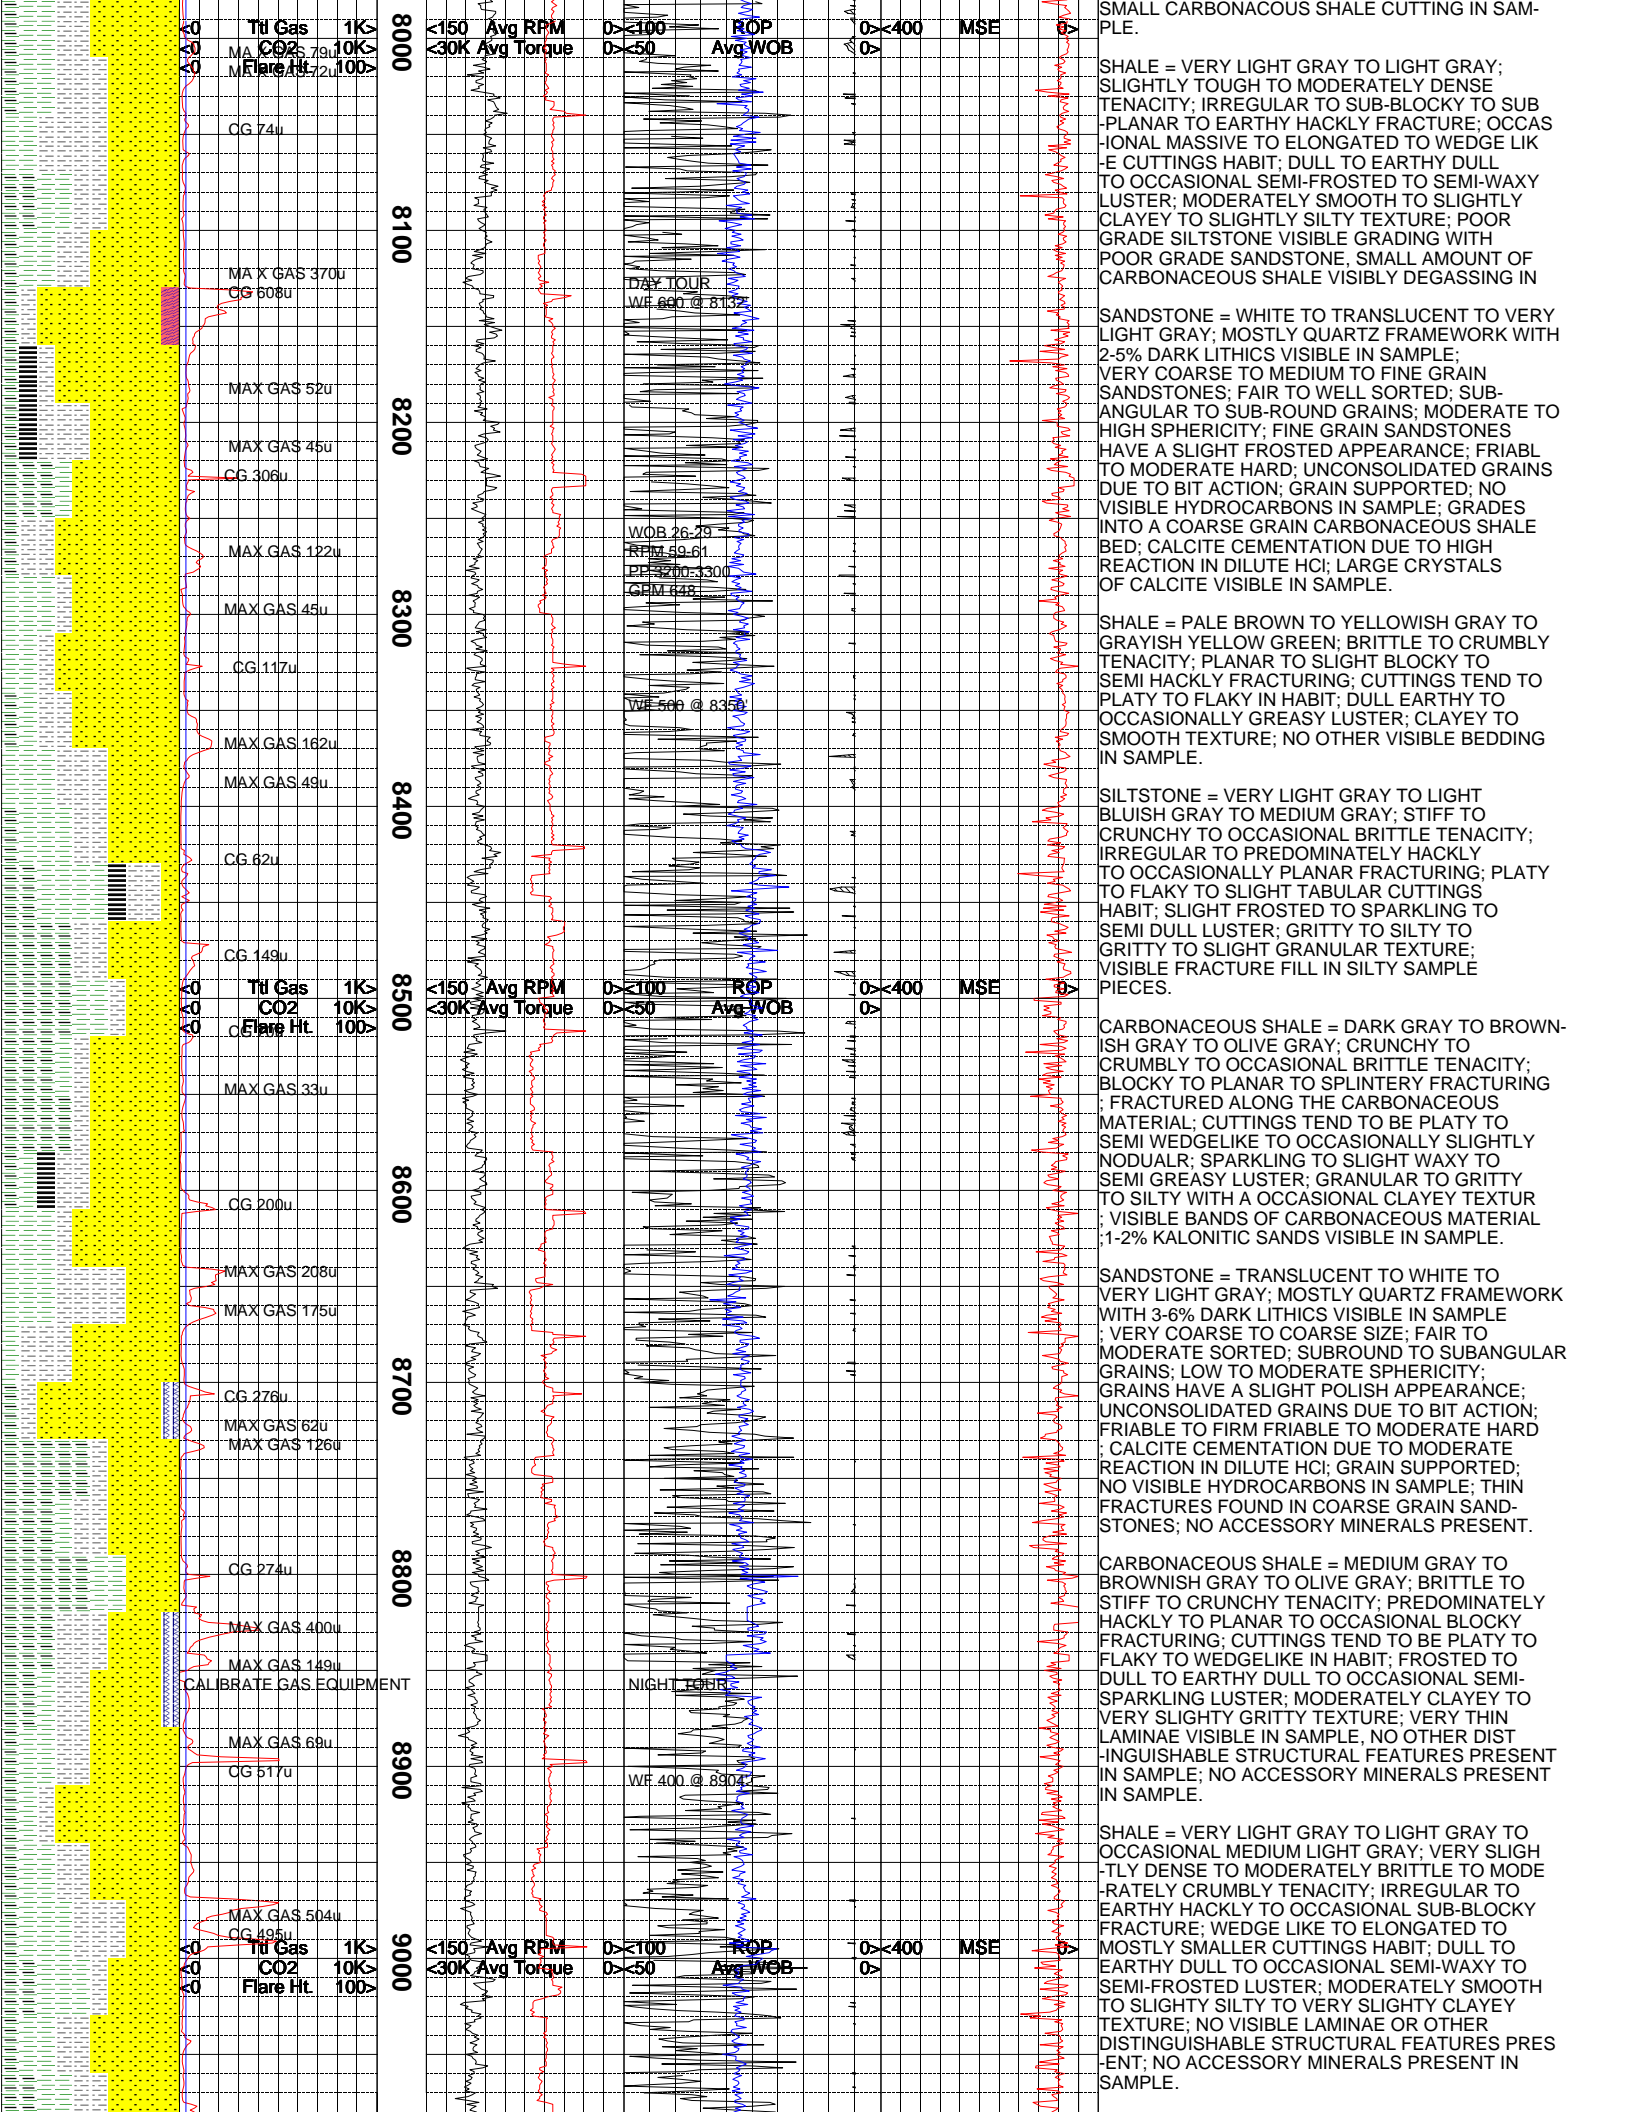 SMALL CARBONACOUS SHALE CUTTING IN SAM-
PLE.
<0 Ttl Gas 1K> <150 Avg RPM 0><100 ROP 0><400 MSE 0>
<0 CO2 10K> <30K Avg Torque 0><50 Avg WOB 0>
<0 Flare Ht. 100>
8000
MAX GAS 79u
MAX GAS 72u
CG 74u
8100
MA X GAS 370u
CG 608u
DAY TOUR
WF 600 @ 8132'
MAX GAS 52u
8200
MAX GAS 45u
CG 306u
WOB 26-29
RPM 59-61
PP 3200-3300
GPM 648
MAX GAS 122u
8300
MAX GAS 45u
CG 117u
WF 500 @ 8350'
MAX GAS 162u
MAX GAS 49u
8400
CG 62u
CG 149u
<0 Ttl Gas 1K> <150 Avg RPM 0><100 ROP 0><400 MSE 0>
<0 CO2 10K> <30K Avg Torque 0><50 Avg WOB 0>
<0 Flare Ht. 100>
8500
CG
MAX GAS 33u
8600
CG 200u
MAX GAS 208u
MAX GAS 175u
8700
CG 276u
MAX GAS 62u
MAX GAS 126u
8800
CG 274u
MAX GAS 400u
MAX GAS 149u
CALIBRATE GAS EQUIPMENT
NIGHT TOUR
MAX GAS 69u
CG 517u
8900
WF 400 @ 8904'
MAX GAS 504u
CG 495u
<0 Ttl Gas 1K> <150 Avg RPM 0><100 ROP 0><400 MSE 0>
<0 CO2 10K> <30K Avg Torque 0><50 Avg WOB 0>
<0 Flare Ht. 100>
9000
SHALE = VERY LIGHT GRAY TO LIGHT GRAY;
SLIGHTLY TOUGH TO MODERATELY DENSE
TENACITY; IRREGULAR TO SUB-BLOCKY TO SUB
-PLANAR TO EARTHY HACKLY FRACTURE; OCCAS
-IONAL MASSIVE TO ELONGATED TO WEDGE LIK
-E CUTTINGS HABIT; DULL TO EARTHY DULL
TO OCCASIONAL SEMI-FROSTED TO SEMI-WAXY
LUSTER; MODERATELY SMOOTH TO SLIGHTLY
CLAYEY TO SLIGHTLY SILTY TEXTURE; POOR
GRADE SILTSTONE VISIBLE GRADING WITH
POOR GRADE SANDSTONE, SMALL AMOUNT OF
CARBONACEOUS SHALE VISIBLY DEGASSING IN
SANDSTONE = WHITE TO TRANSLUCENT TO VERY
LIGHT GRAY; MOSTLY QUARTZ FRAMEWORK WITH
2-5% DARK LITHICS VISIBLE IN SAMPLE;
VERY COARSE TO MEDIUM TO FINE GRAIN
SANDSTONES; FAIR TO WELL SORTED; SUB-
ANGULAR TO SUB-ROUND GRAINS; MODERATE TO
HIGH SPHERICITY; FINE GRAIN SANDSTONES
HAVE A SLIGHT FROSTED APPEARANCE; FRIABL
TO MODERATE HARD; UNCONSOLIDATED GRAINS
DUE TO BIT ACTION; GRAIN SUPPORTED; NO
VISIBLE HYDROCARBONS IN SAMPLE; GRADES
INTO A COARSE GRAIN CARBONACEOUS SHALE
BED; CALCITE CEMENTATION DUE TO HIGH
REACTION IN DILUTE HCl; LARGE CRYSTALS
OF CALCITE VISIBLE IN SAMPLE.
SHALE = PALE BROWN TO YELLOWISH GRAY TO
GRAYISH YELLOW GREEN; BRITTLE TO CRUMBLY
TENACITY; PLANAR TO SLIGHT BLOCKY TO
SEMI HACKLY FRACTURING; CUTTINGS TEND TO
PLATY TO FLAKY IN HABIT; DULL EARTHY TO
OCCASIONALLY GREASY LUSTER; CLAYEY TO
SMOOTH TEXTURE; NO OTHER VISIBLE BEDDING
IN SAMPLE.
SILTSTONE = VERY LIGHT GRAY TO LIGHT
BLUISH GRAY TO MEDIUM GRAY; STIFF TO
CRUNCHY TO OCCASIONAL BRITTLE TENACITY;
IRREGULAR TO PREDOMINATELY HACKLY
TO OCCASIONALLY PLANAR FRACTURING; PLATY
TO FLAKY TO SLIGHT TABULAR CUTTINGS
HABIT; SLIGHT FROSTED TO SPARKLING TO
SEMI DULL LUSTER; GRITTY TO SILTY TO
GRITTY TO SLIGHT GRANULAR TEXTURE;
VISIBLE FRACTURE FILL IN SILTY SAMPLE
PIECES.
CARBONACEOUS SHALE = DARK GRAY TO BROWN-
ISH GRAY TO OLIVE GRAY; CRUNCHY TO
CRUMBLY TO OCCASIONAL BRITTLE TENACITY;
BLOCKY TO PLANAR TO SPLINTERY FRACTURING
; FRACTURED ALONG THE CARBONACEOUS
MATERIAL; CUTTINGS TEND TO BE PLATY TO
SEMI WEDGELIKE TO OCCASIONALLY SLIGHTLY
NODUALR; SPARKLING TO SLIGHT WAXY TO
SEMI GREASY LUSTER; GRANULAR TO GRITTY
TO SILTY WITH A OCCASIONAL CLAYEY TEXTUR
; VISIBLE BANDS OF CARBONACEOUS MATERIAL
;1-2% KALONITIC SANDS VISIBLE IN SAMPLE.
SANDSTONE = TRANSLUCENT TO WHITE TO
VERY LIGHT GRAY; MOSTLY QUARTZ FRAMEWORK
WITH 3-6% DARK LITHICS VISIBLE IN SAMPLE
; VERY COARSE TO COARSE SIZE; FAIR TO
MODERATE SORTED; SUBROUND TO SUBANGULAR
GRAINS; LOW TO MODERATE SPHERICITY;
GRAINS HAVE A SLIGHT POLISH APPEARANCE;
UNCONSOLIDATED GRAINS DUE TO BIT ACTION;
FRIABLE TO FIRM FRIABLE TO MODERATE HARD
; CALCITE CEMENTATION DUE TO MODERATE
REACTION IN DILUTE HCl; GRAIN SUPPORTED;
NO VISIBLE HYDROCARBONS IN SAMPLE; THIN
FRACTURES FOUND IN COARSE GRAIN SAND-
STONES; NO ACCESSORY MINERALS PRESENT.
CARBONACEOUS SHALE = MEDIUM GRAY TO
BROWNISH GRAY TO OLIVE GRAY; BRITTLE TO
STIFF TO CRUNCHY TENACITY; PREDOMINATELY
HACKLY TO PLANAR TO OCCASIONAL BLOCKY
FRACTURING; CUTTINGS TEND TO BE PLATY TO
FLAKY TO WEDGELIKE IN HABIT; FROSTED TO
DULL TO EARTHY DULL TO OCCASIONAL SEMI-
SPARKLING LUSTER; MODERATELY CLAYEY TO
VERY SLIGHTY GRITTY TEXTURE; VERY THIN
LAMINAE VISIBLE IN SAMPLE, NO OTHER DIST
-INGUISHABLE STRUCTURAL FEATURES PRESENT
IN SAMPLE; NO ACCESSORY MINERALS PRESENT
IN SAMPLE.
SHALE = VERY LIGHT GRAY TO LIGHT GRAY TO
OCCASIONAL MEDIUM LIGHT GRAY; VERY SLIGH
-TLY DENSE TO MODERATELY BRITTLE TO MODE
-RATELY CRUMBLY TENACITY; IRREGULAR TO
EARTHY HACKLY TO OCCASIONAL SUB-BLOCKY
FRACTURE; WEDGE LIKE TO ELONGATED TO
MOSTLY SMALLER CUTTINGS HABIT; DULL TO
EARTHY DULL TO OCCASIONAL SEMI-WAXY TO
SEMI-FROSTED LUSTER; MODERATELY SMOOTH
TO SLIGHTY SILTY TO VERY SLIGHTY CLAYEY
TEXTURE; NO VISIBLE LAMINAE OR OTHER
DISTINGUISHABLE STRUCTURAL FEATURES PRES
-ENT; NO ACCESSORY MINERALS PRESENT IN
SAMPLE.